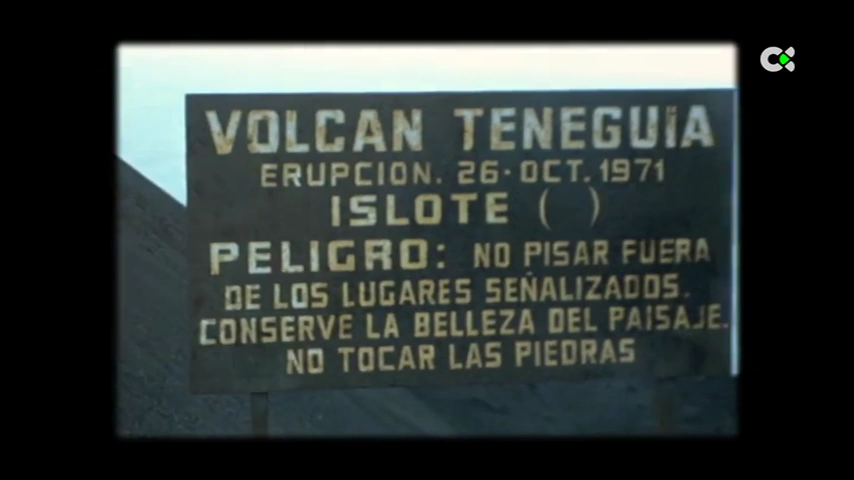 VOLCAN TENEGUIA
ERUPCION. 26-OCT. 1971
ISLOTE ( )
PELIGRO: NO PISAR FUERA
DE LOS LUGARES SEÑALIZADOS.
CONSERVE LA BELLEZA DEL PAISAJE.
NO TOCAR LAS PIEDRAS